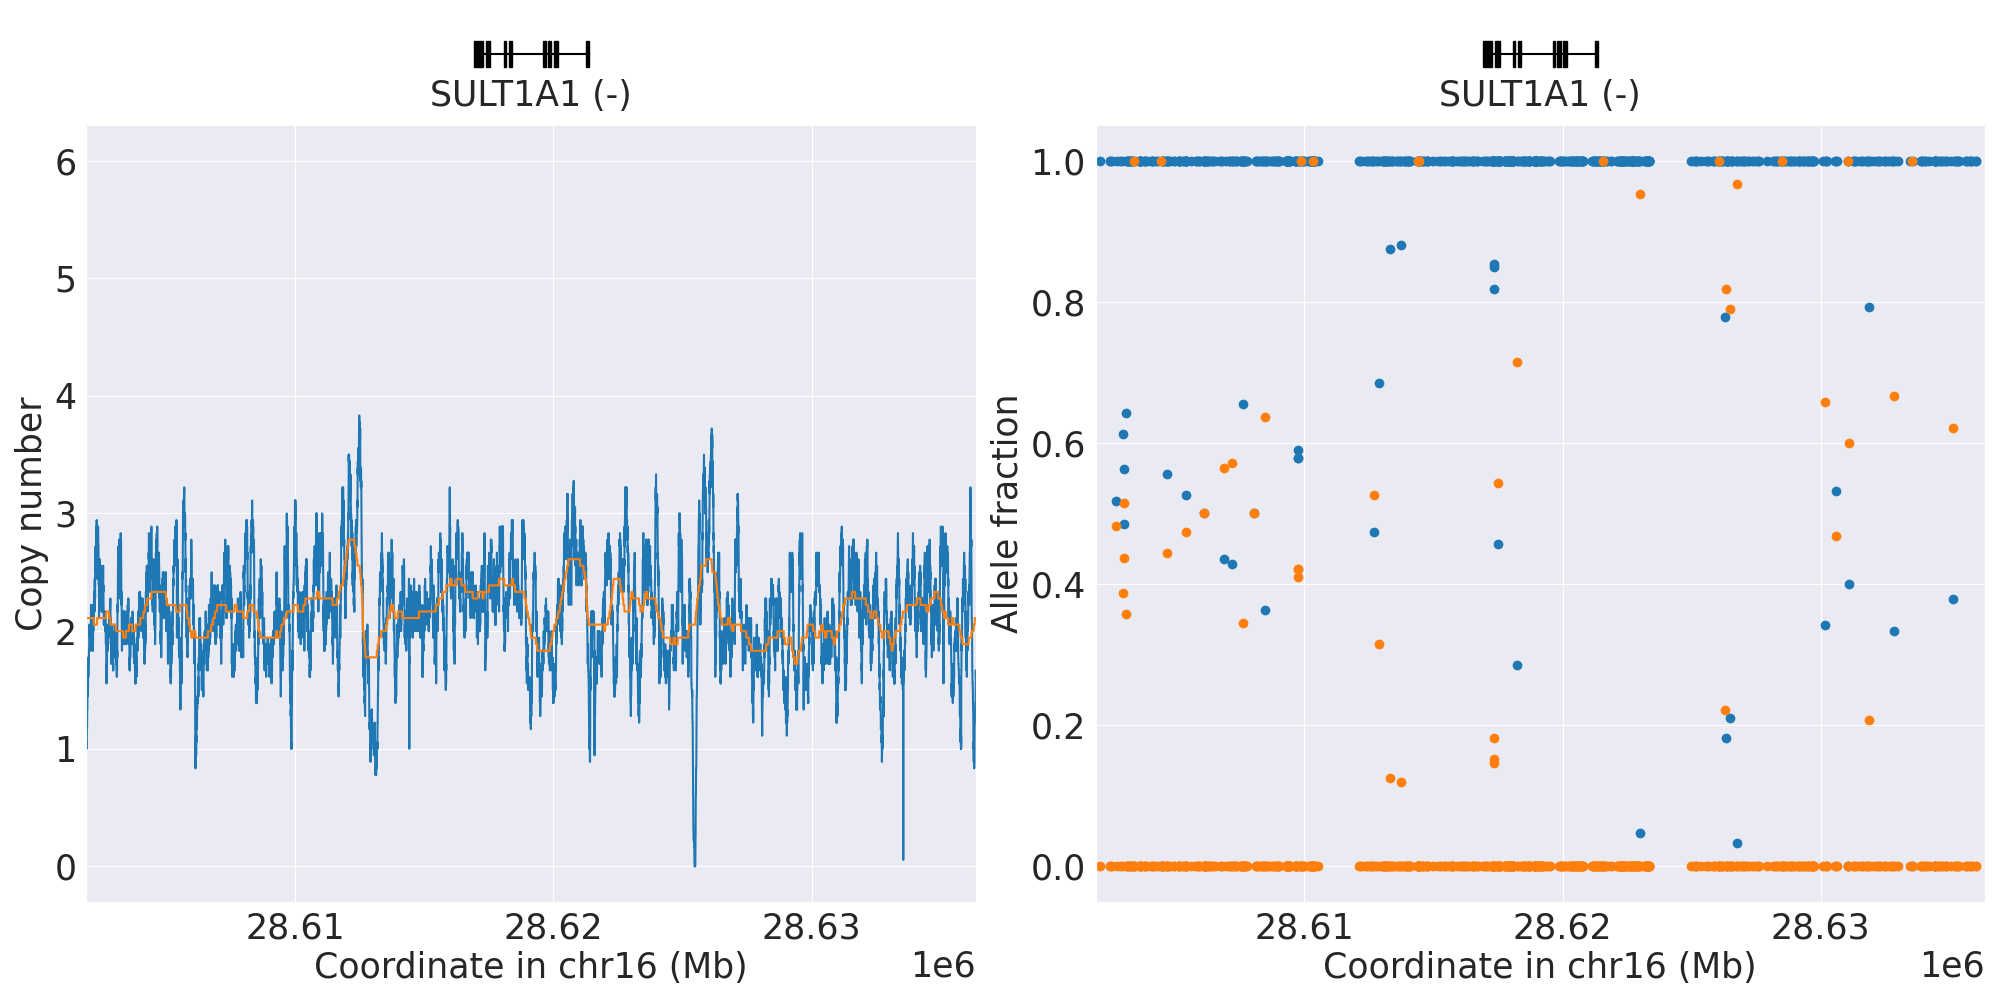 SULT1A1 (-)
6
5
4
3
2
1
0
Copy number
28.61
28.62
28.63
Coordinate in chr16 (Mb)
1e6
SULT1A1 (-)
1.0
0.8
0.6
0.4
0.2
0.0
Allele fraction
28.61
28.62
28.63
Coordinate in chr16 (Mb)
1e6